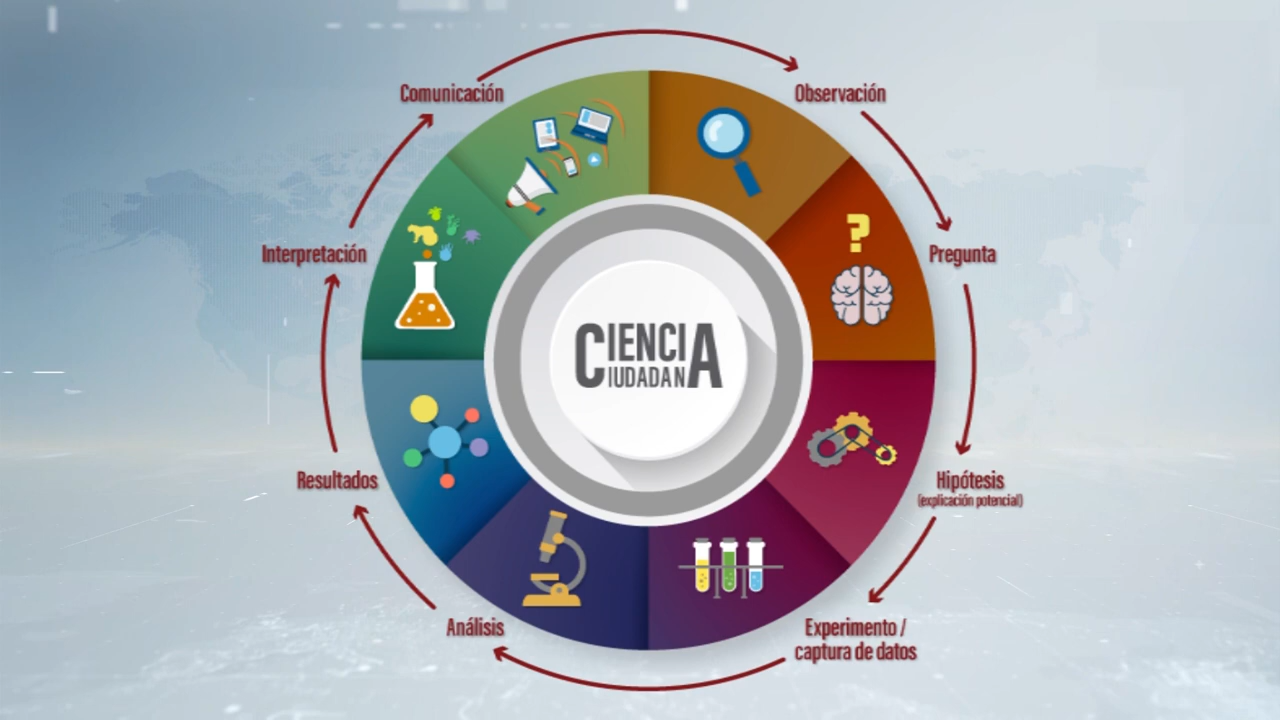 Comunicación
Observación
Interpretación
Pregunta
?
CIENCIA
CIUDADANA
Resultados
Hipótesis
(explicación potencial)
Análisis
Experimento /
captura de datos